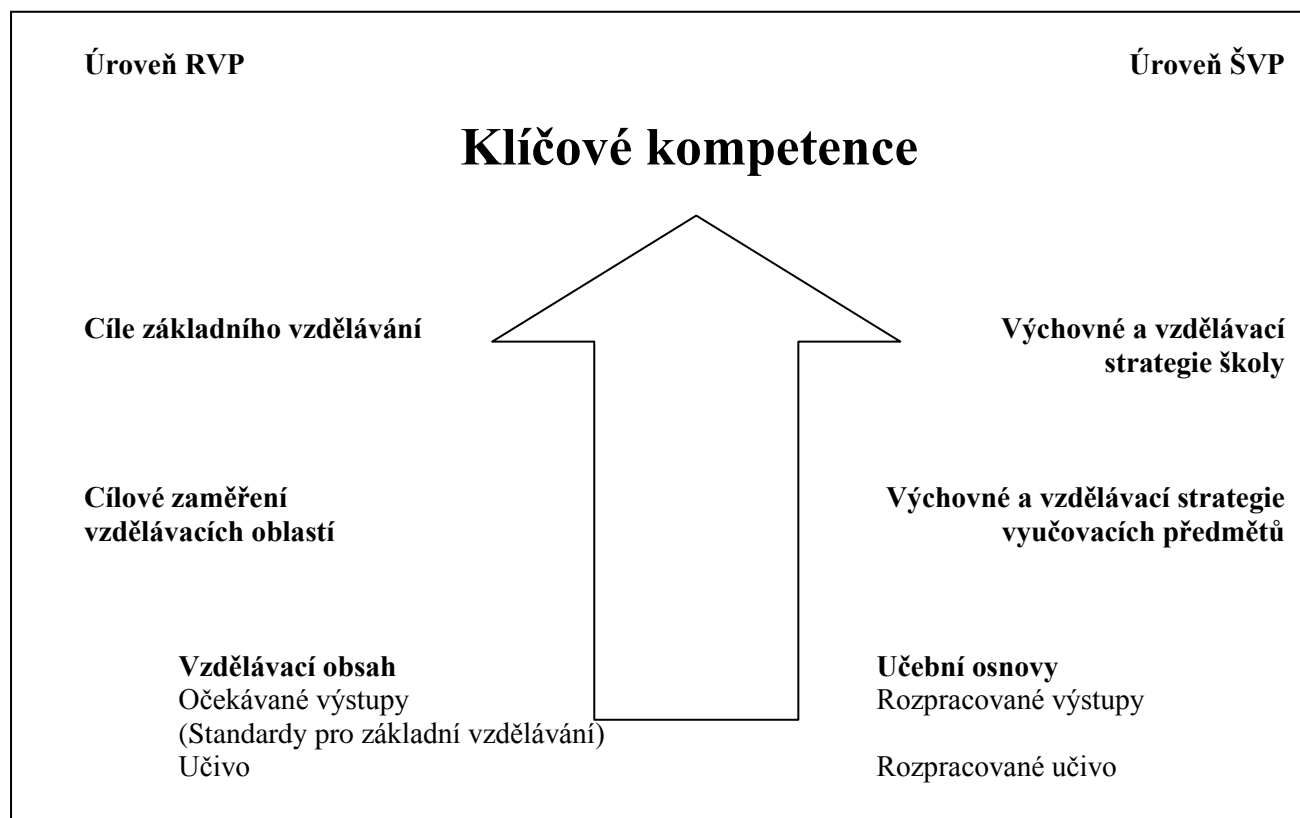 Úroveň RVP
Úroveň ŠVP
Klíčové kompetence
Cíle základního vzdělávání
Výchovné a vzdělávací
strategie školy
Cílové zaměření
vzdělávacích oblastí
Výchovné a vzdělávací strategie
vyučovacích předmětů
Vzdělávací obsah
Očekávané výstupy
(Standardy pro základní vzdělávání)
Učivo
Učební osnovy
Rozpracované výstupy
Rozpracované učivo